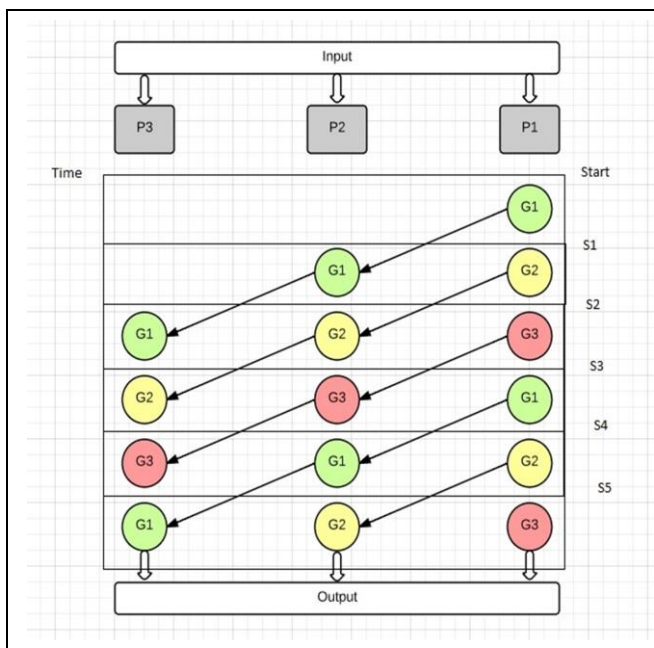 Input
P3 P2 P1
Time Start
G1
S1
G1 G2
S2
G1 G2 G3
S3
G2 G3 G1
S4
G3 G1 G2
S5
G1 G2 G3
Output